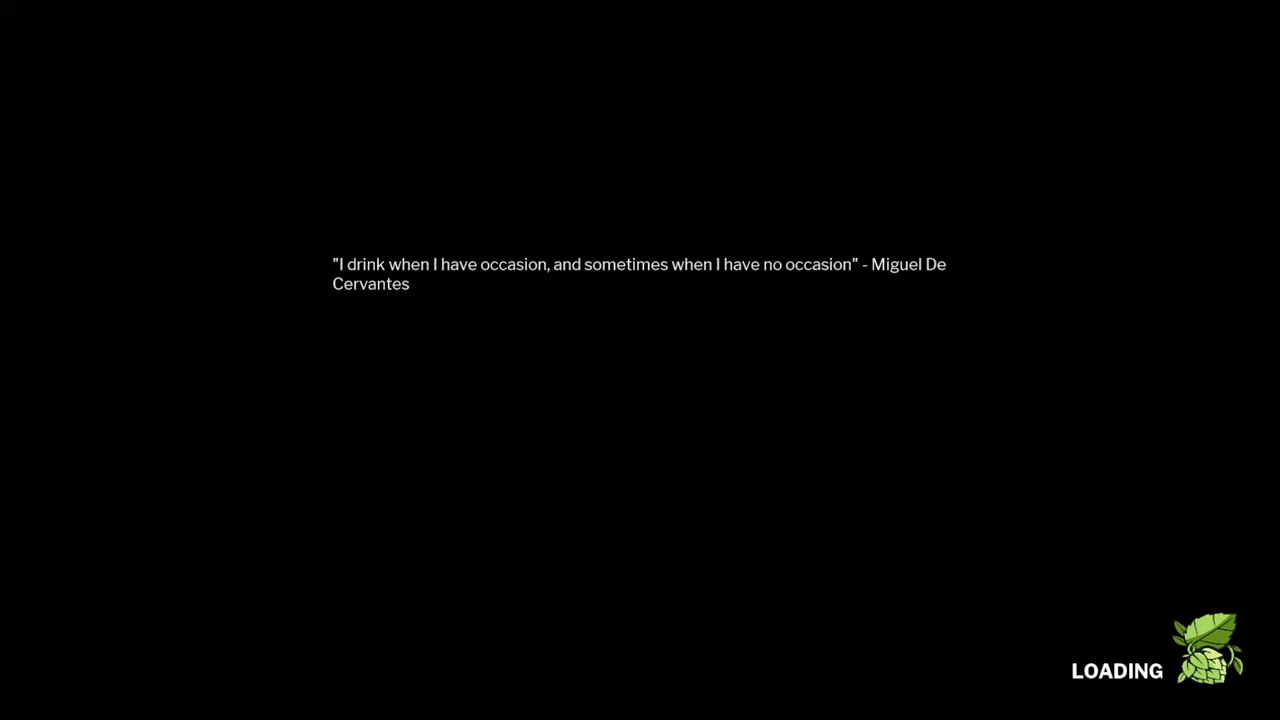 "I drink when I have occasion, and sometimes when I have no occasion" - Miguel De
Cervantes
LOADING